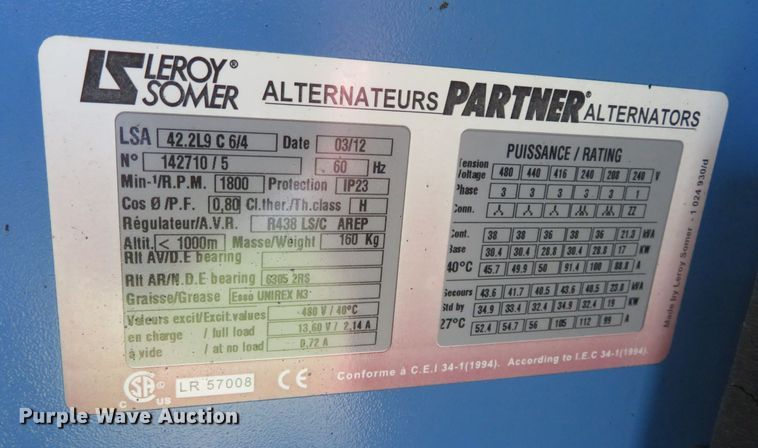 LS LEROY® SOMER
ALTERNATEURS PARTNER® ALTERNATORS
LSA 42.2L9 C 6/4 Date 03/12
N° 142710 / 5 60 Hz
Min-¹/R.P.M. 1800 Protection IP23
Cos Ø /P.F. 0,80 Cl.ther./Th.class H
Régulateur/A.V.R. R438 LS/C AREP
Altit. < 1000m Masse/Weight 160 Kg
Rlt AV/D.E bearing
Rlt AR/N.D.E bearing 6305 2RS
Graisse/Grease Esso UNIREX N3
Valeurs excit/Excit.values 480 V / 40°C
en charge / full load 13,60 V / 2,14 A
à vide / at no load 0,72 A
PUISSANCE / RATING
Tension
Voltage 480 440 416 240 208 240 V
Phase 3 3 3 3 3 1
Conn. ZZ
Cont. 38 38 36 38 36 21.3 kVA
Base 30.4 30.4 28.8 30.4 28.8 17 KW
40°C 45.7 49.9 50 91.4 100 88.8 A
Secours 43.6 41.7 40.5 43.6 40.5 23.8 kVA
Std by 34.9 33.4 32.4 34.9 32.4 19 KW
27°C 52.4 54.7 56 105 112 99 A
Made by Leroy Somer - 1 024 930/d
C SA ® US
LR 57008
CE
Conforme à C.E.I 34-1(1994). According to I.E.C 34-1(1994).
Purple Wave Auction